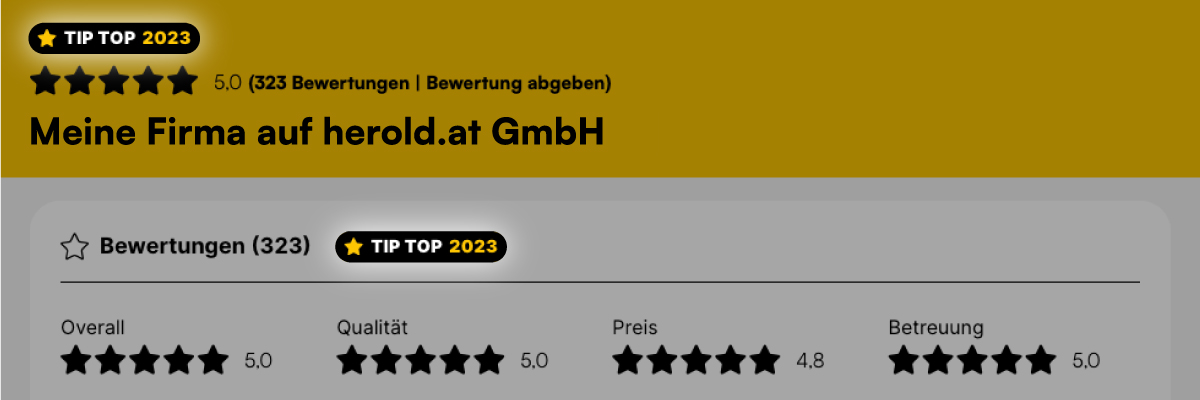 TIP TOP 2023
5,0 (323 Bewertungen | Bewertung abgeben)
Meine Firma auf herold.at GmbH
Bewertungen (323) TIP TOP 2023
Overall Qualität Preis Betreuung
5,0 5,0 4,8 5,0